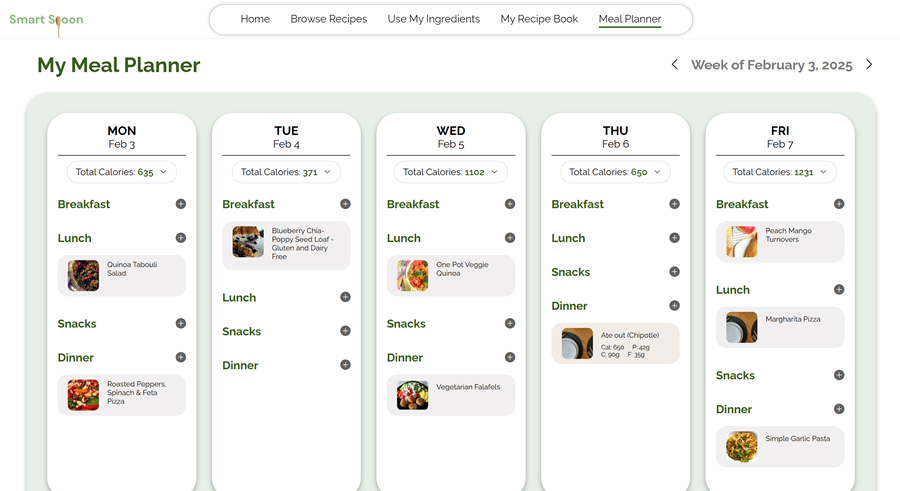 Smart Spoon
Home
Browse Recipes
Use My Ingredients
My Recipe Book
Meal Planner
My Meal Planner
Week of February 3, 2025
MON
Feb 3
Total Calories: 635
Breakfast
Lunch
Quinoa Tabouli
Salad
Snacks
Dinner
Roasted Peppers,
Spinach & Feta
Pizza
TUE
Feb 4
Total Calories: 371
Breakfast
Blueberry Chia-
Poppy Seed Loaf -
Gluten and Dairy
Free
Lunch
Snacks
Dinner
WED
Feb 5
Total Calories: 1102
Breakfast
Lunch
One Pot Veggie
Quinoa
Snacks
Dinner
Vegetarian Falafels
THU
Feb 6
Total Calories: 650
Breakfast
Lunch
Snacks
Dinner
Ate out (Chipotle)
Cal: 650 P: 42g
C: 90g F: 35g
FRI
Feb 7
Total Calories: 1231
Breakfast
Peach Mango
Turnovers
Lunch
Margharita Pizza
Snacks
Dinner
Simple Garlic Pasta